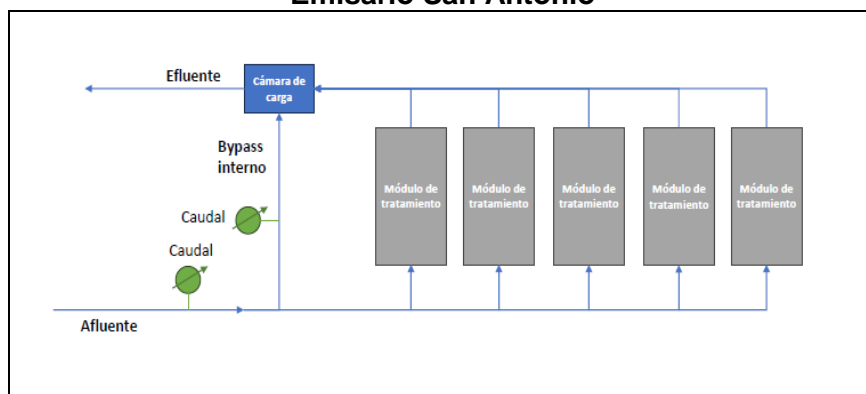 Emisario San Antonio
Efluente
Cámara de
carga
Bypass
interno
Módulo de
tratamiento
Módulo de
tratamiento
Módulo de
tratamiento
Módulo de
tratamiento
Módulo de
tratamiento
Caudal
Caudal
Afluente